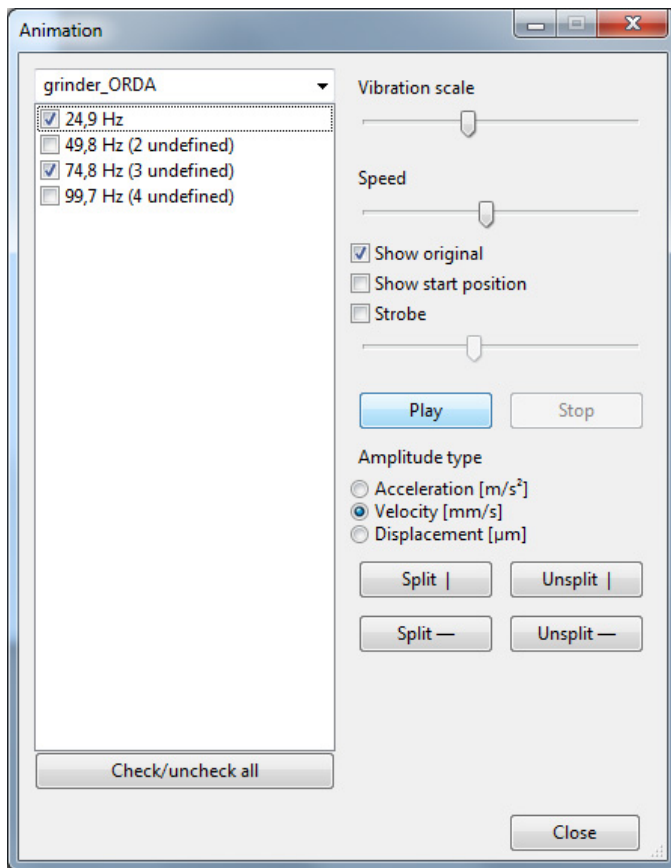 Animation
grinder_ORDA
24,9 Hz
49,8 Hz (2 undefined)
74,8 Hz (3 undefined)
99,7 Hz (4 undefined)
Check/uncheck all
Vibration scale
Speed
Show original
Show start position
Strobe
Play Stop
Amplitude type
Acceleration [m/s²]
Velocity [mm/s]
Displacement [µm]
Split | Unsplit |
Split — Unsplit —
Close